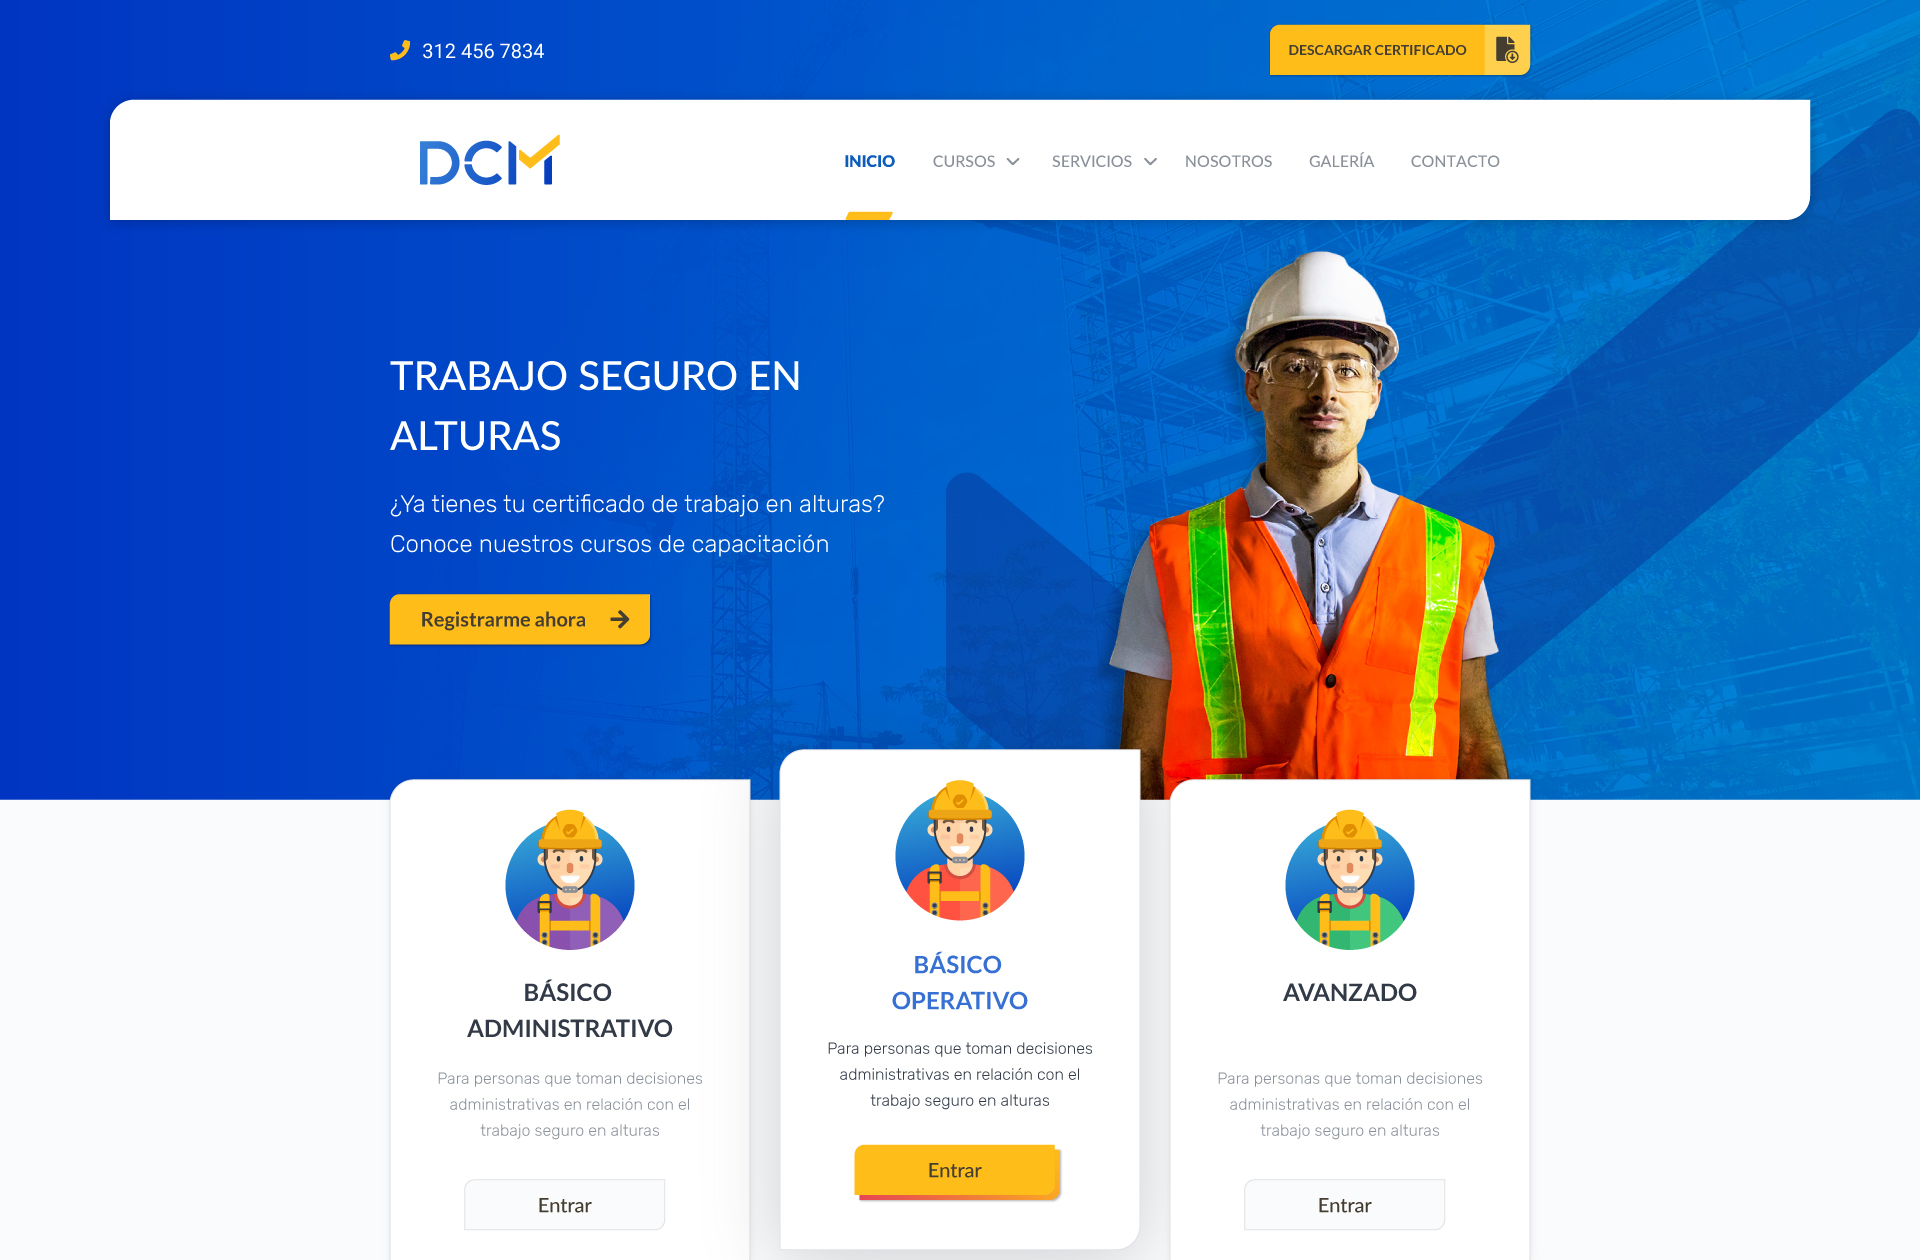 312 456 7834
DESCARGAR CERTIFICADO
DCM
INICIO CURSOS SERVICIOS NOSOTROS GALERÍA CONTACTO
TRABAJO SEGURO EN
ALTURAS
¿Ya tienes tu certificado de trabajo en alturas?
Conoce nuestros cursos de capacitación
Registrarme ahora
BÁSICO
ADMINISTRATIVO
Para personas que toman decisiones
administrativas en relación con el
trabajo seguro en alturas
Entrar
BÁSICO
OPERATIVO
Para personas que toman decisiones
administrativas en relación con el
trabajo seguro en alturas
Entrar
AVANZADO
Para personas que toman decisiones
administrativas en relación con el
trabajo seguro en alturas
Entrar